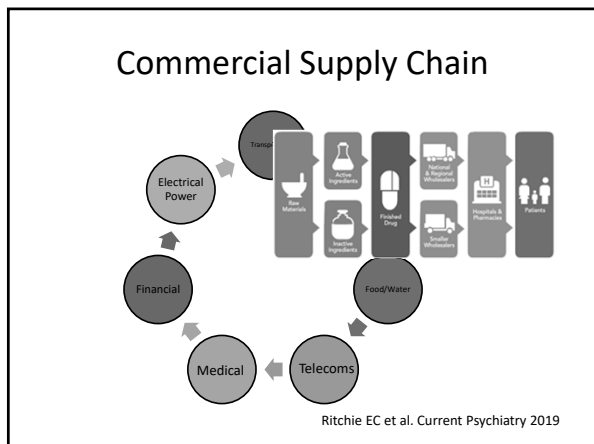 Commercial Supply Chain
Electrical
Power
Financial
Medical
Telecoms
Food/Water
Raw
Materials
Active
Ingredients
Inactive
Ingredients
Finished
Drug
National
& Regional
Wholesalers
Smaller
Wholesalers
H
Hospitals &
Pharmacies
Patients
Ritchie EC et al. Current Psychiatry 2019